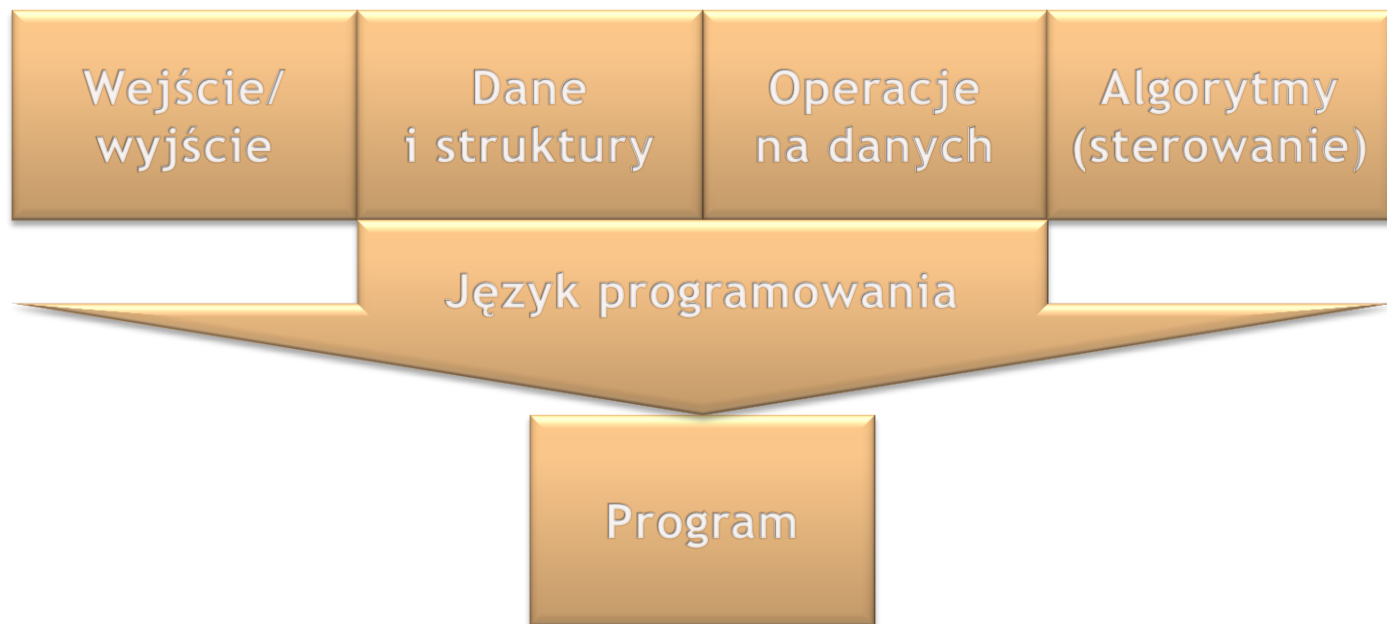 Wejście/
wyjście
Dane
i struktury
Operacje
na danych
Algorytmy
(sterowanie)
Język programowania
Program